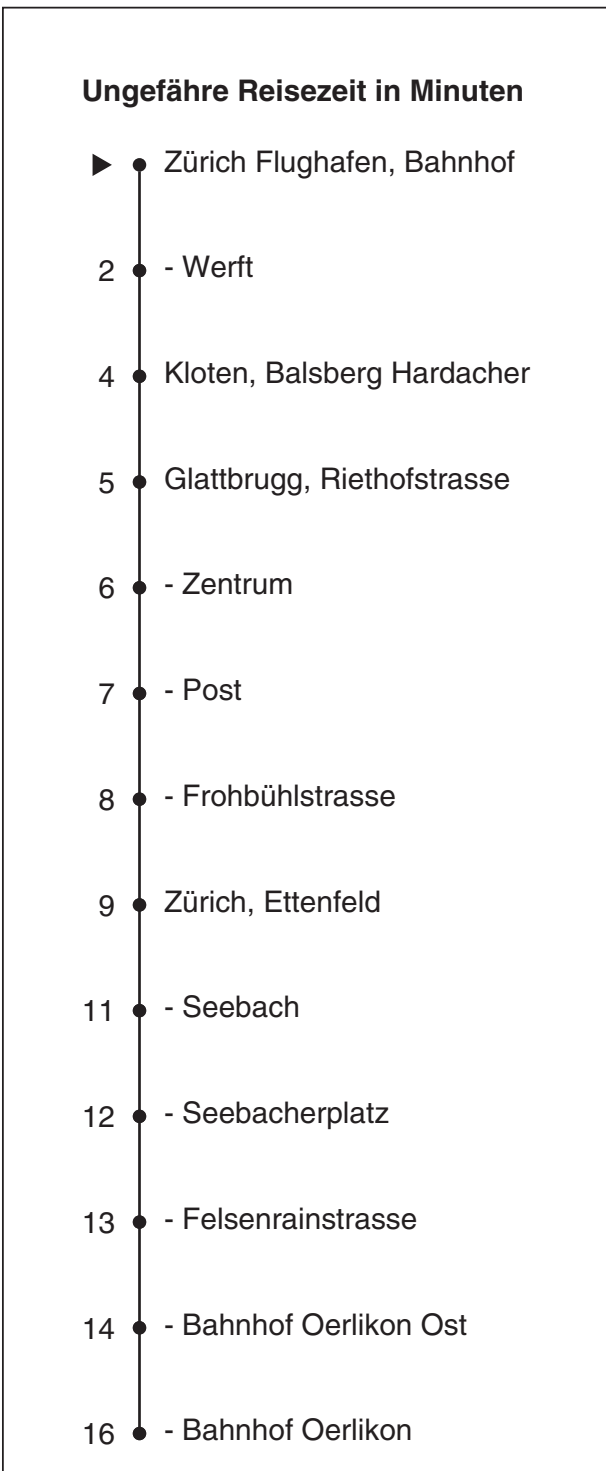 Ungefähre Reisezeit in Minuten
Zürich Flughafen, Bahnhof
2 - Werft
4 Kloten, Balsberg Hardacher
5 Glattbrugg, Riethofstrasse
6 - Zentrum
7 - Post
8 - Frohbühlstrasse
9 Zürich, Ettenfeld
11 - Seebach
12 - Seebacherplatz
13 - Felsenrainstrasse
14 - Bahnhof Oerlikon Ost
16 - Bahnhof Oerlikon